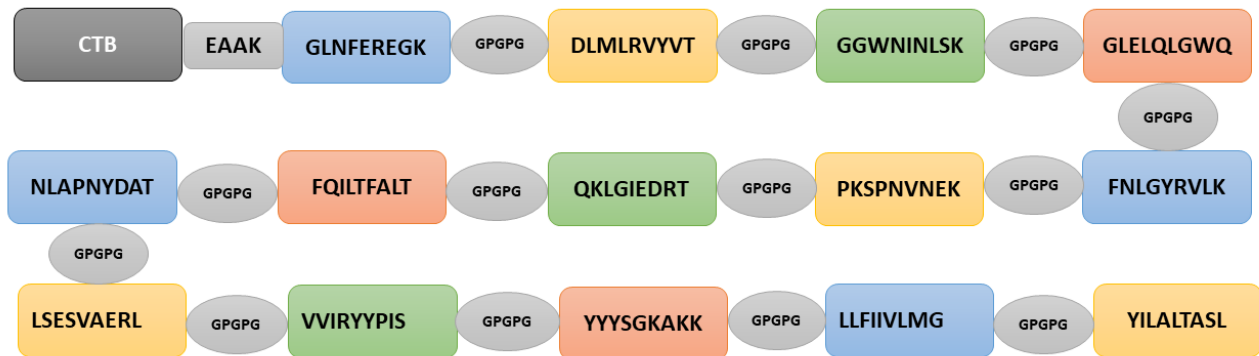 CTB EAAK GLNFEREGK GPGPG DLMLRVYVT GPGPG GGWNINLSK GPGPG GLELQLGWQ
GPGPG
NLAPNYDAT GPGPG FQILTFALT GPGPG QKLGIEDRT GPGPG PKSPNVNEK GPGPG FNLGYRVLK
GPGPG
LSESVAERL GPGPG VVIRYYPIS GPGPG YYYSGKAKK GPGPG LLFIIVLMG GPGPG YILALTASL